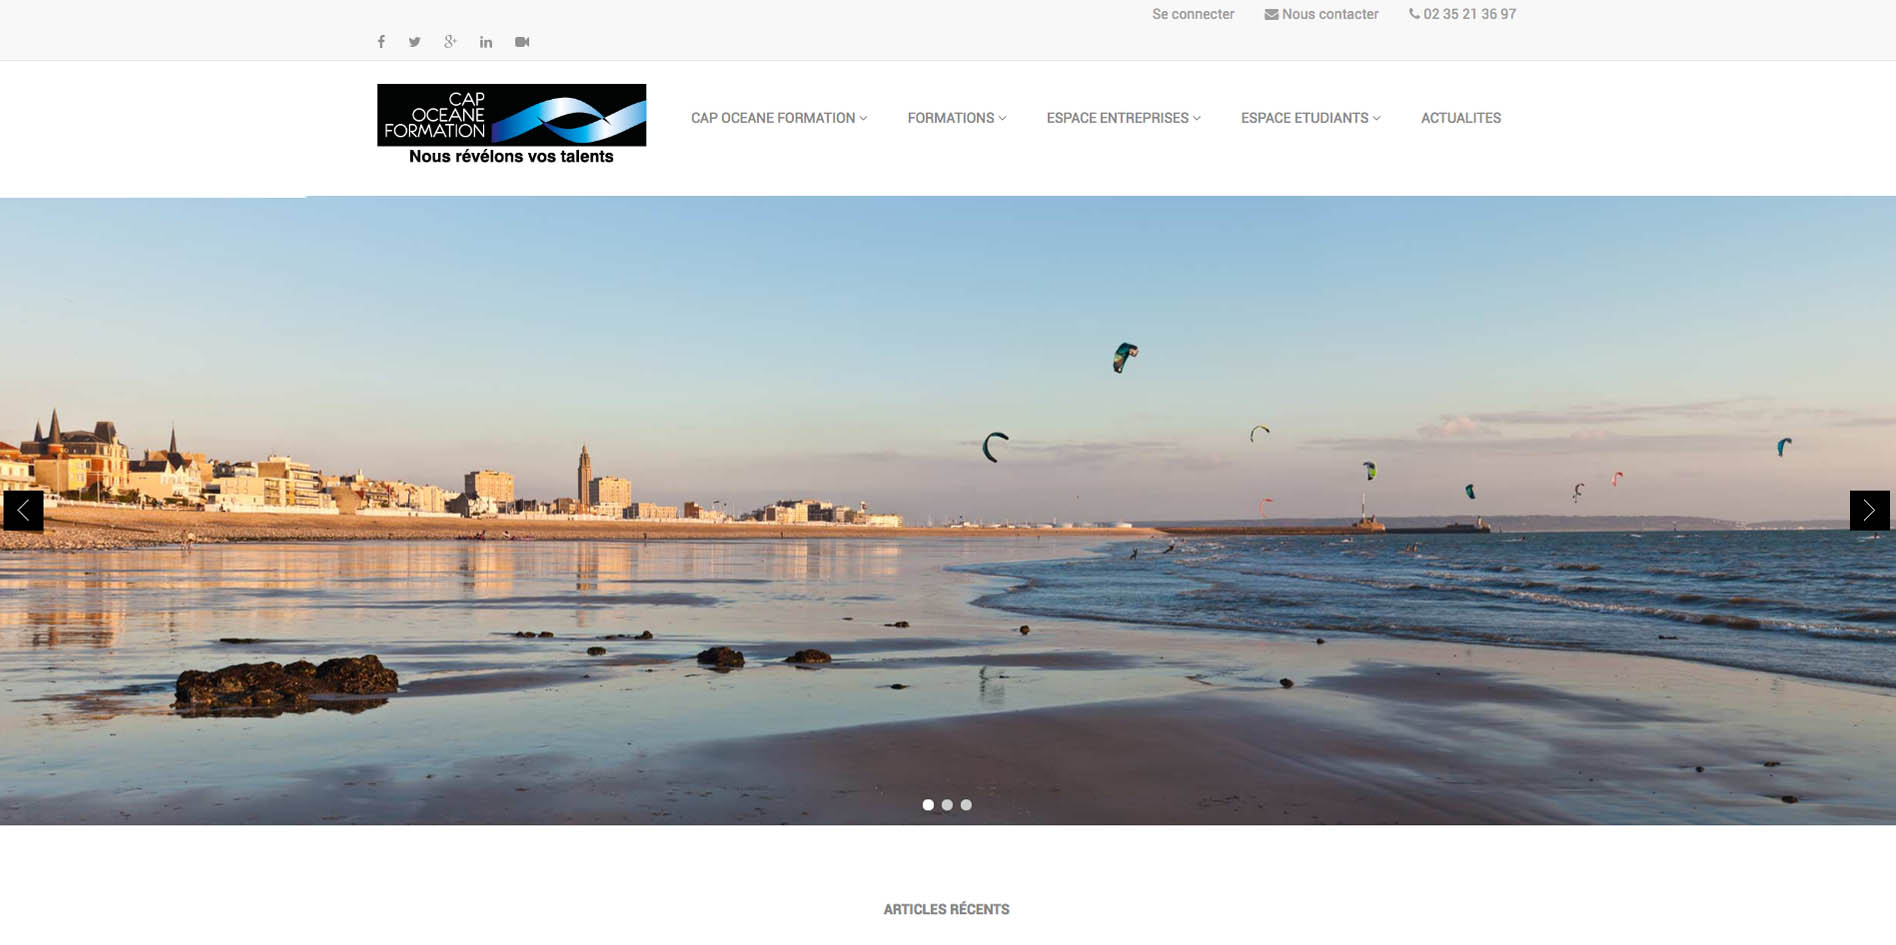 Se connecter
Nous contacter
02 35 21 36 97
CAP
OCEANE
FORMATION
Nous révélons vos talents
CAP OCEANE FORMATION
FORMATIONS
ESPACE ENTREPRISES
ESPACE ETUDIANTS
ACTUALITES
ARTICLES RÉCENTS